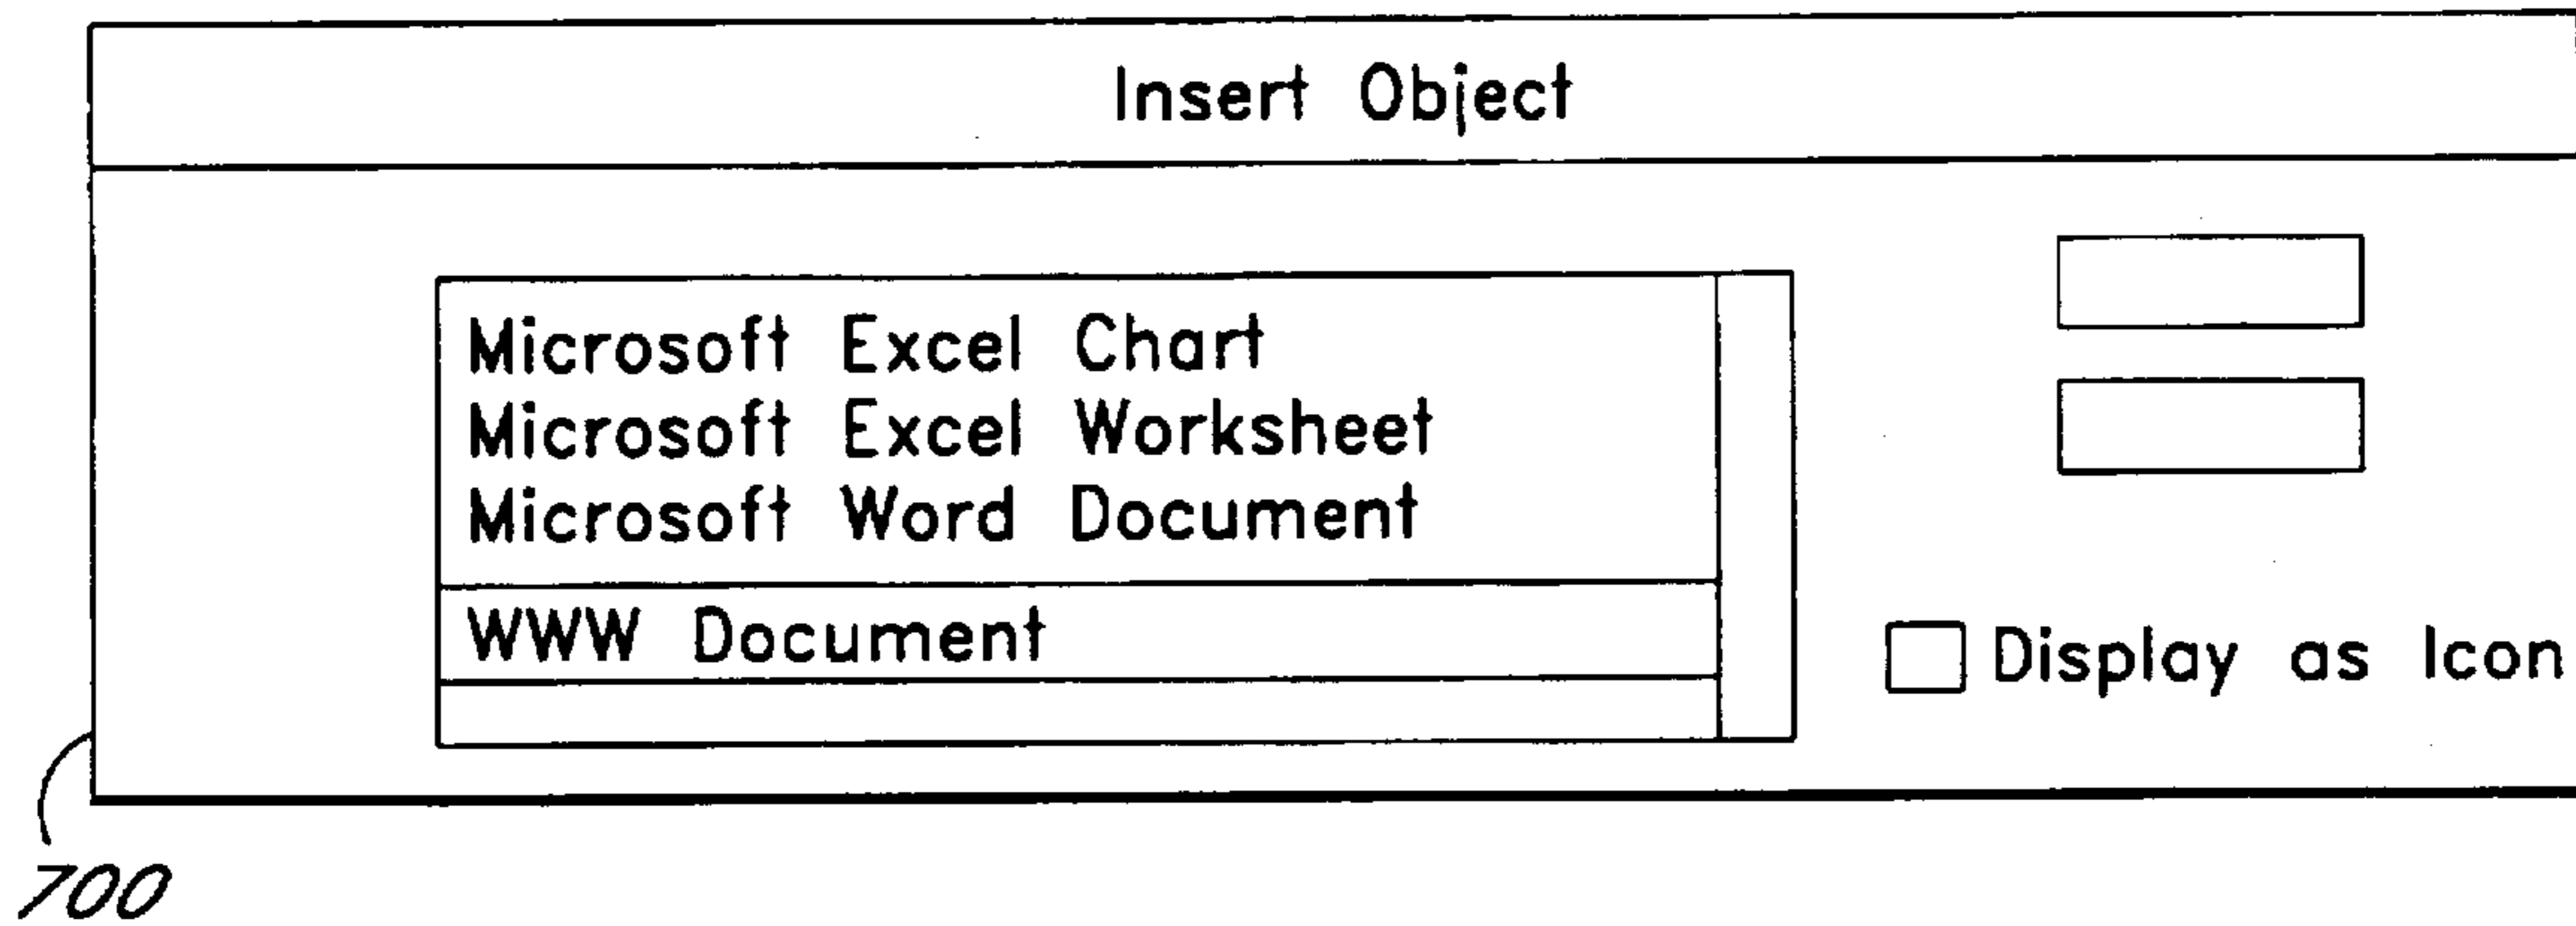 Insert Object
Microsoft Excel Chart
Microsoft Excel Worksheet
Microsoft Word Document
WWW Document
Display as Icon
700